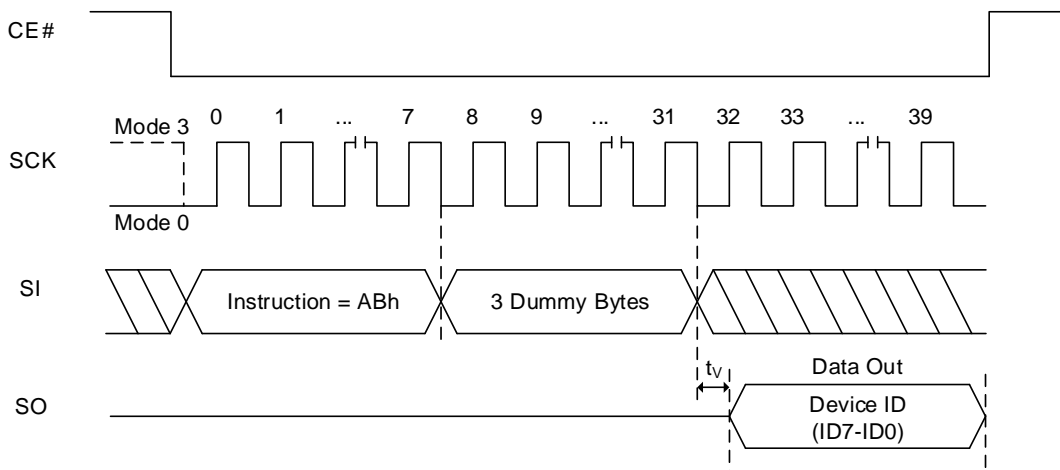 CE#
0 1 ... 7 8 9 ... 31 32 33 ... 39
Mode 3
SCK
Mode 0
SI
Instruction = ABh
3 Dummy Bytes
tV
Data Out
SO
Device ID
(ID7-ID0)